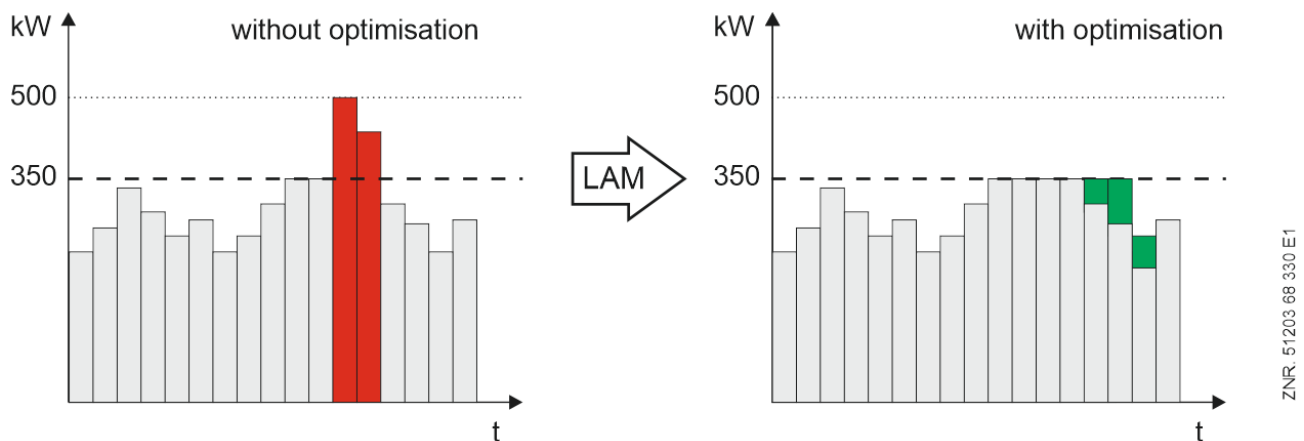 kW
without optimisation
500
350
t
LAM
kW
with optimisation
500
350
t
ZNR. 51203 68 330 E1